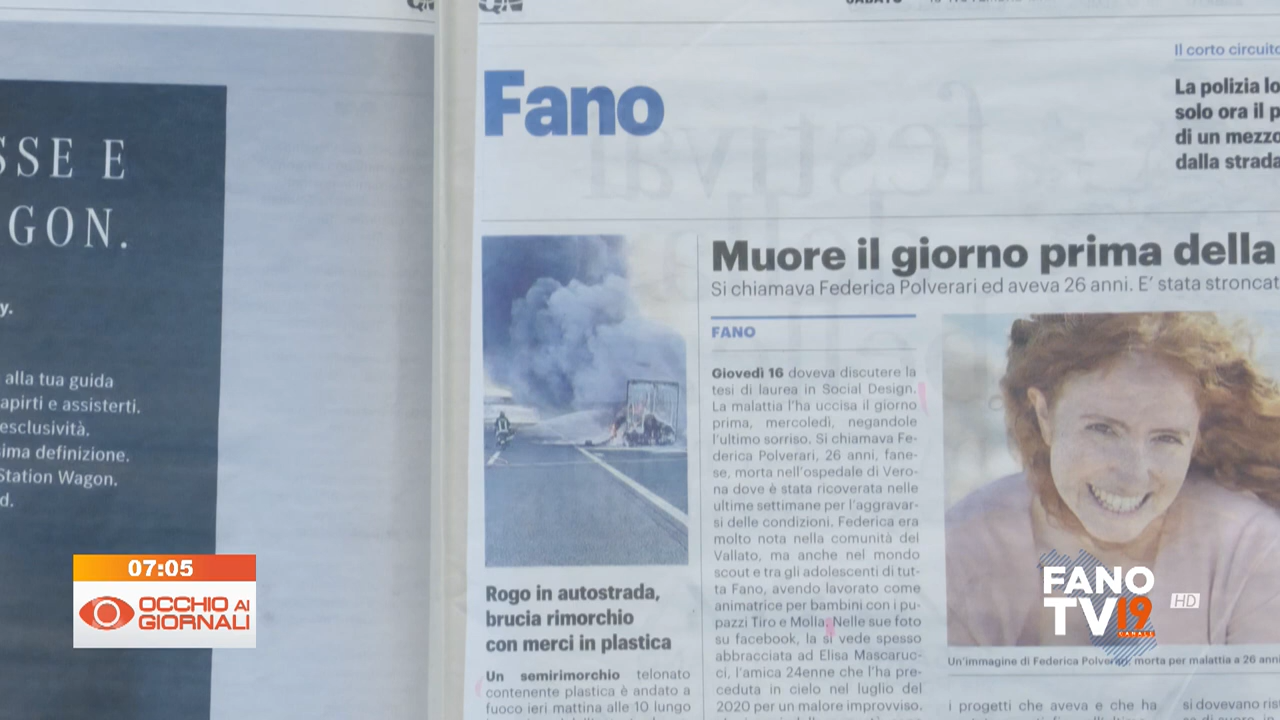 SABATO
Il corto circuito
La polizia lo
solo ora il p
di un mezzo
dalla strada
Fano
SSE E
GON.
y.
alla tua guida
apirti e assisterti.
esclusività.
ima definizione.
Station Wagon.
d.
Muore il giorno prima della
Si chiamava Federica Polverari ed aveva 26 anni. E' stata stroncat
FANO
Giovedì 16 doveva discutere la
tesi di laurea in Social Design.
La malattia l'ha uccisa il giorno
prima, mercoledì, negandole
l'ultimo sorriso. Si chiamava Fe-
derica Polverari, 26 anni, fane-
se, morta nell'ospedale di Vero-
na dove è stata ricoverata nelle
ultime settimane per l'aggravar-
si delle condizioni. Federica era
molto nota nella comunità del
Vallato, ma anche nel mondo
scout e tra gli adolescenti di tut-
ta Fano, avendo lavorato come
animatrice per bambini con i pu-
pazzi Tiro e Molla. Nelle sue foto
su facebook, la si vede spesso
abbracciata ad Elisa Mascaruc-
ci, l'amica 24enne che l'ha pre-
ceduta in cielo nel luglio del
2020 per un malore improvviso.
Rogo in autostrada,
brucia rimorchio
con merci in plastica
Un semirimorchio telonato
contenente plastica è andato a
fuoco ieri mattina alle 10 lungo
Un'immagine di Federica Polverari morta per malattia a 26 anni
i progetti che aveva e che ha
si dovevano ris
07:05
OCCHIO AI
GIORNALI
FANO
TV 19
CANALE
HD